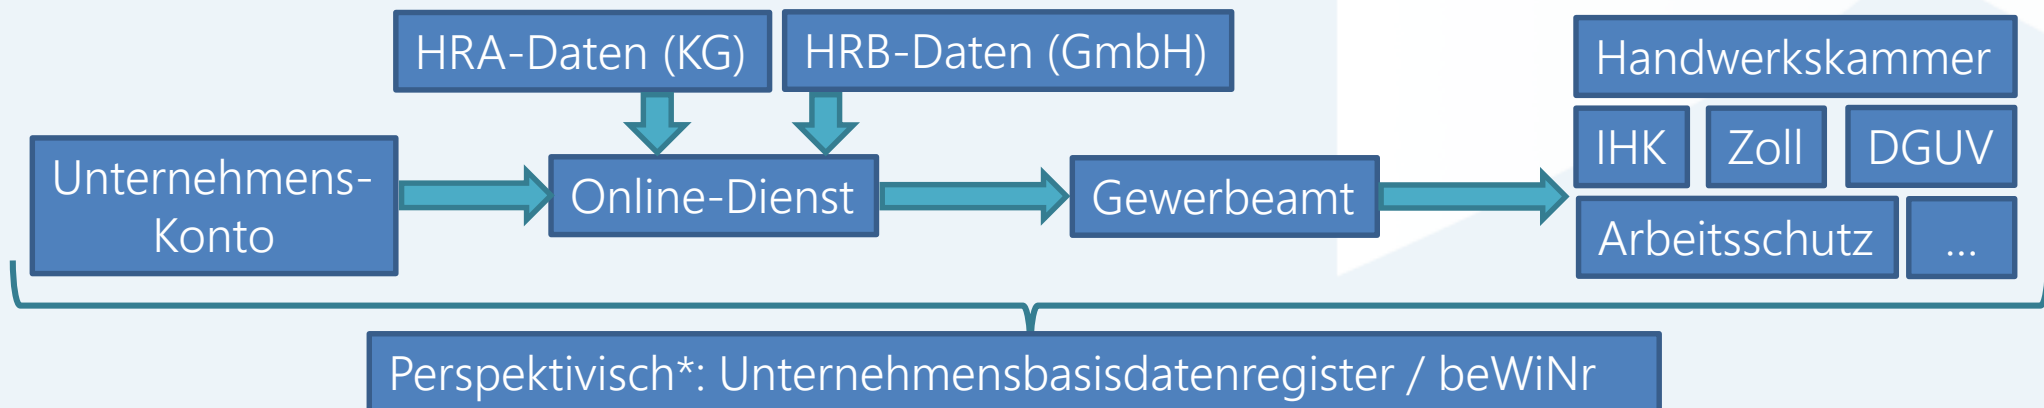 HRA-Daten (KG)
HRB-Daten (GmbH)
Handwerkskammer
IHK
Zoll
DGUV
Unternehmens-
Konto
Online-Dienst
Gewerbeamt
Arbeitsschutz
...
Perspektivisch*: Unternehmensbasisdatenregister / beWiNr